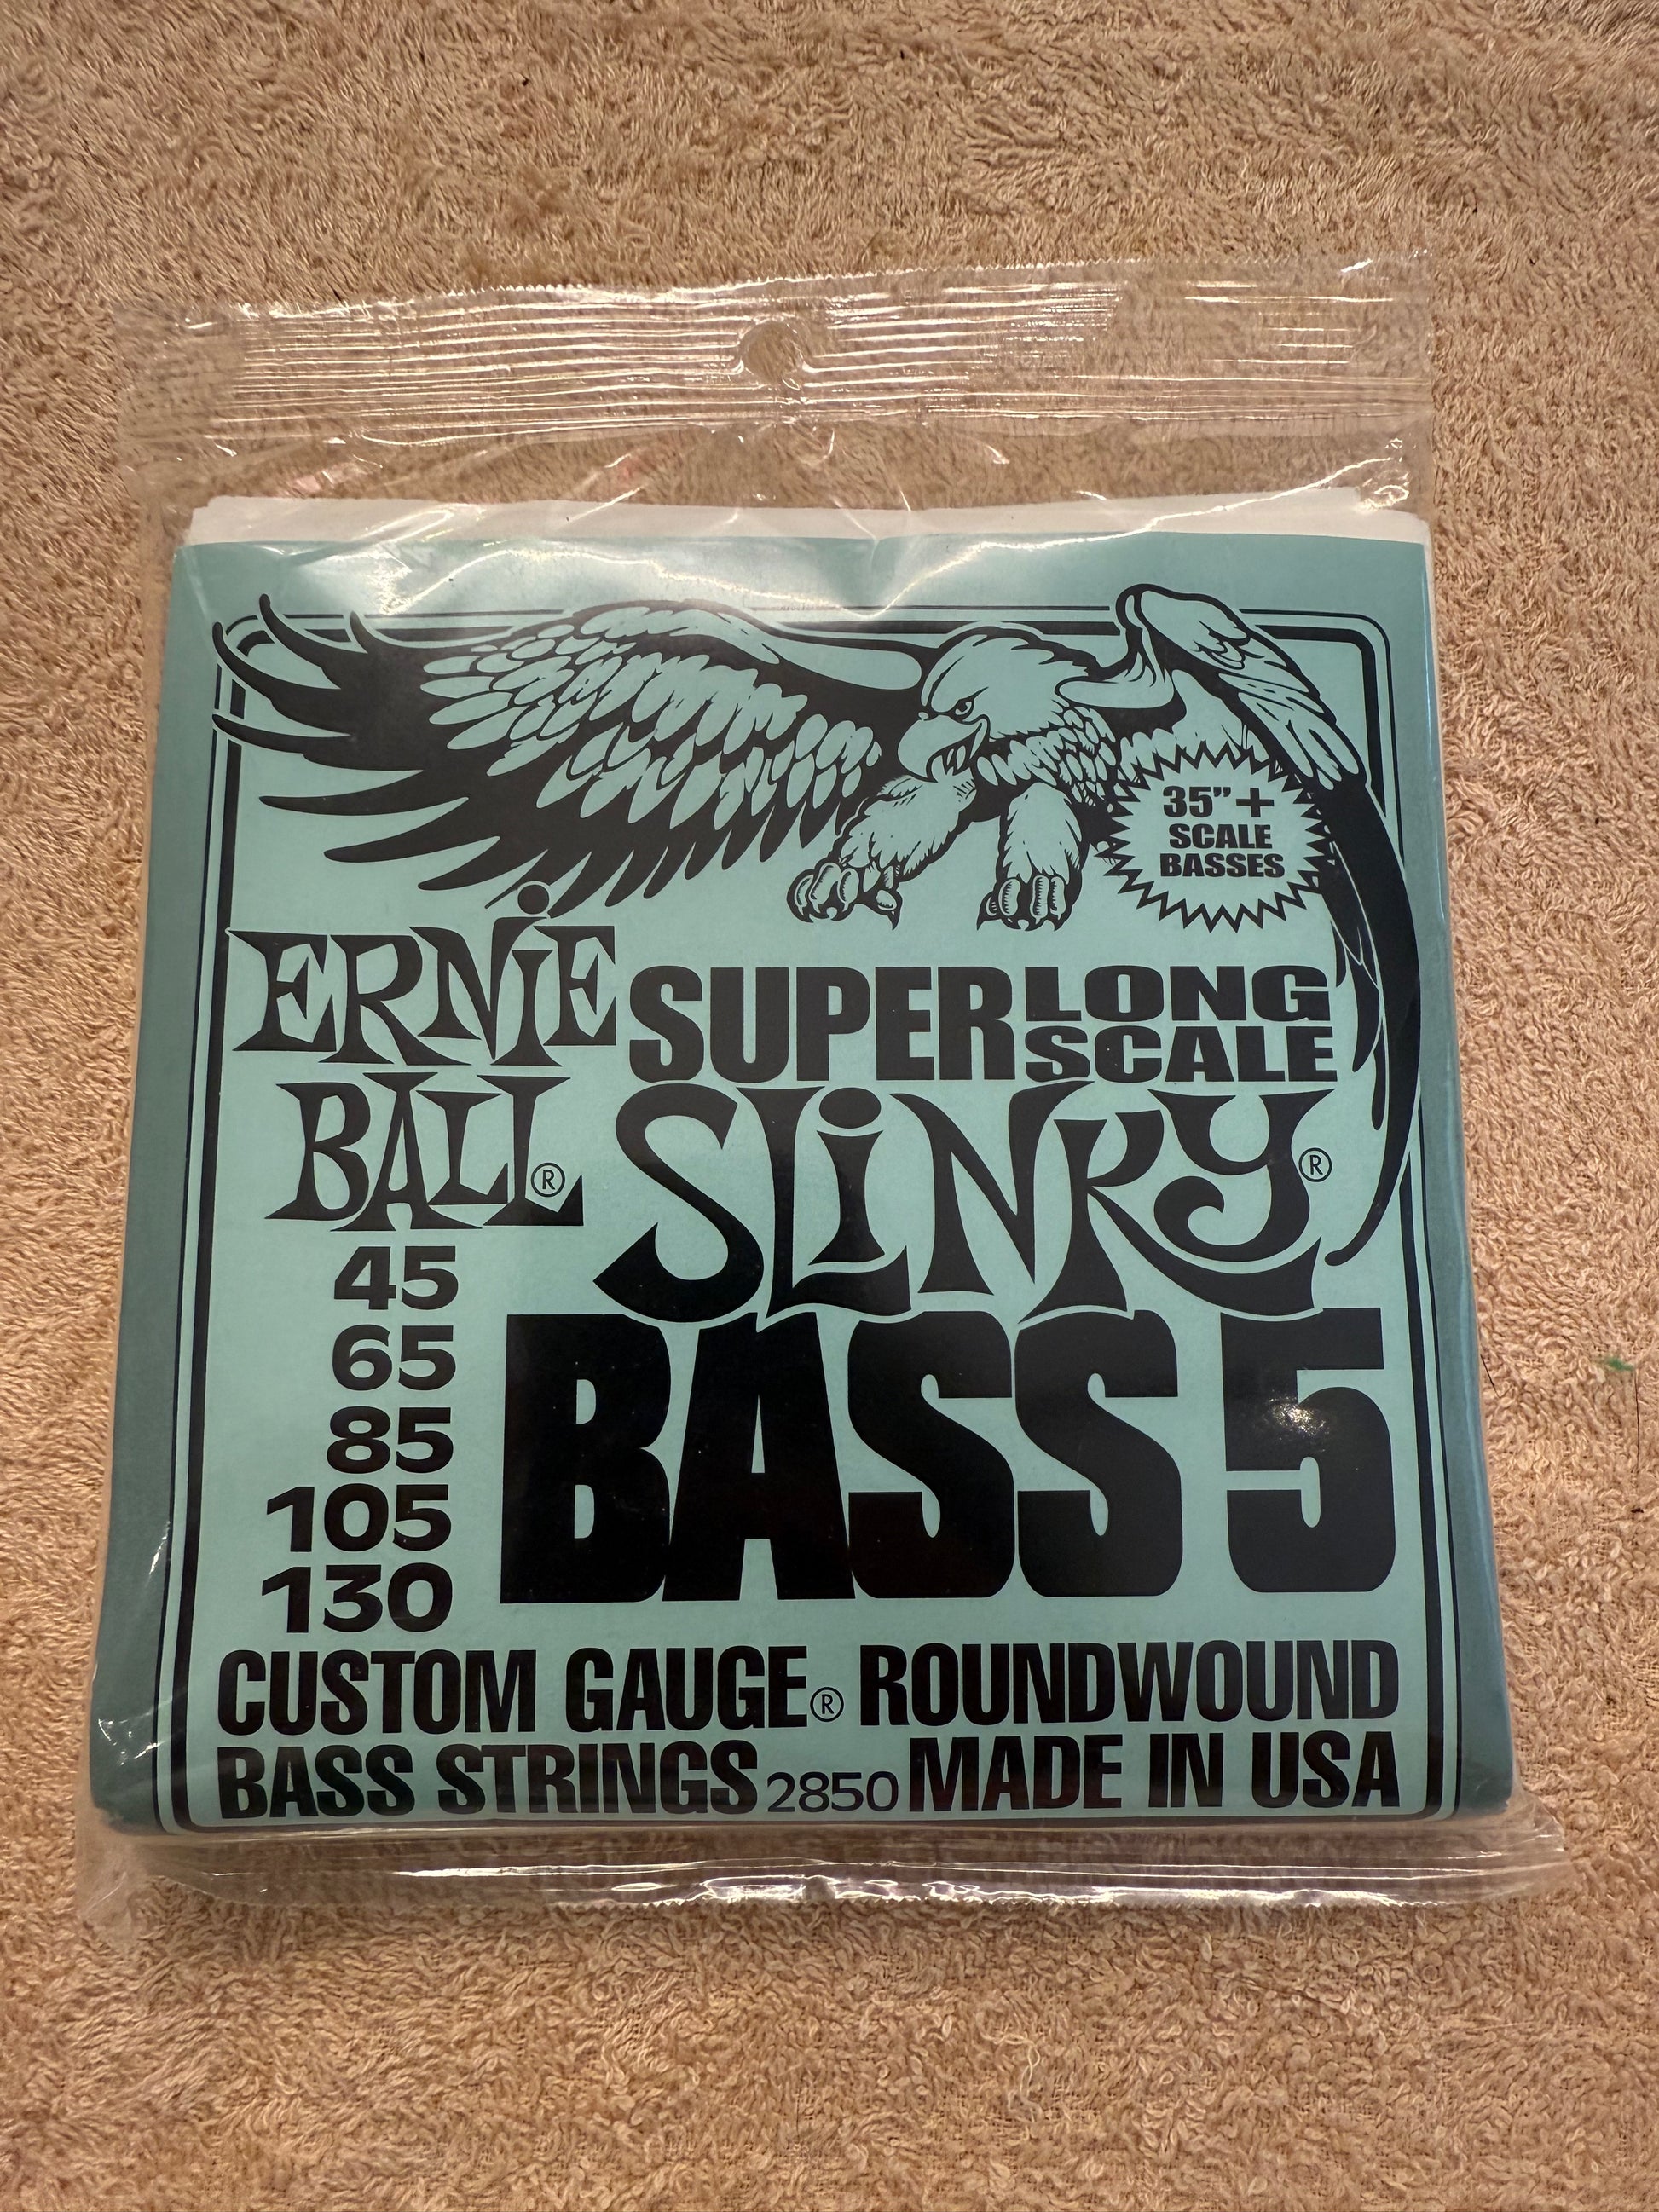 35"+
SCALE
BASSES
ERNiE
BALL®
SUPER LONG SCALE
SLiNKY®
BASS 5
45
65
85
105
130
CUSTOM GAUGE® ROUNDWOUND
BASS STRINGS 2850 MADE IN USA